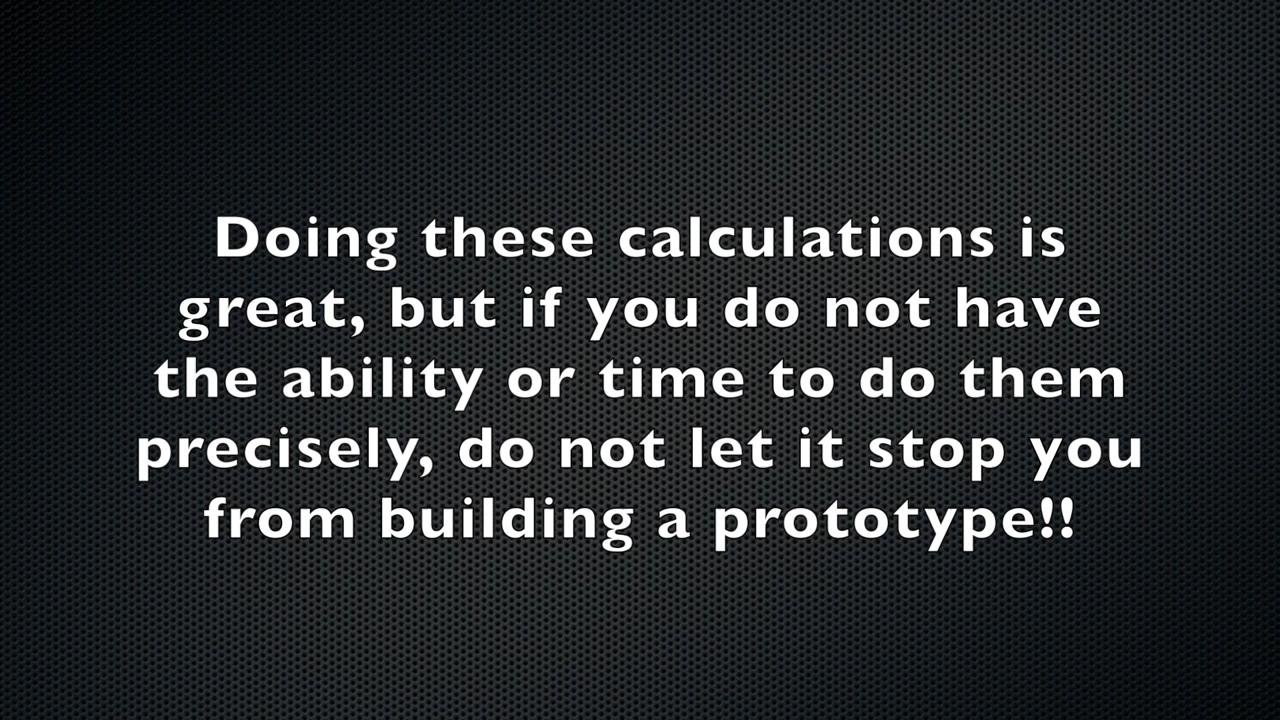 Doing these calculations is
great, but if you do not have
the ability or time to do them
precisely, do not let it stop you
from building a prototype!!